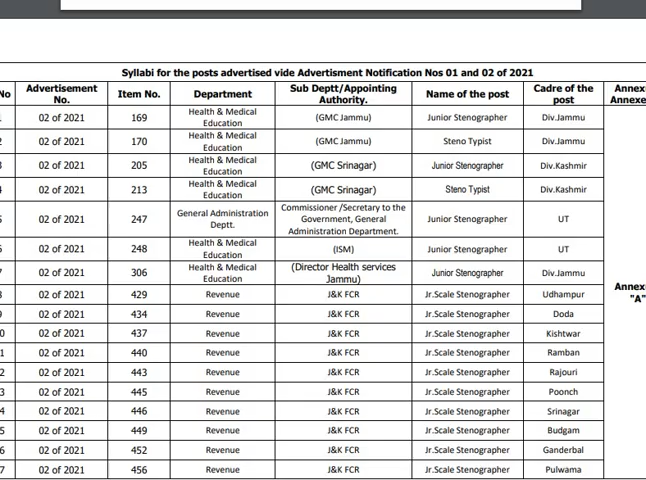 Syllabi for the posts advertised vide Advertisment Notification Nos 01 and 02 of 2021
No Advertisement No. Item No. Department Sub Deptt/Appointing Authority. Name of the post Cadre of the post
02 of 2021 169 Health & Medical Education (GMC Jammu) Junior Stenographer Div.Jammu
02 of 2021 170 Health & Medical Education (GMC Jammu) Steno Typist Div.Jammu
02 of 2021 205 Health & Medical Education (GMC Srinagar) Junior Stenographer Div.Kashmir
02 of 2021 213 Health & Medical Education (GMC Srinagar) Steno Typist Div.Kashmir
02 of 2021 247 General Administration Deptt. Commissioner /Secretary to the Government, General Administration Department. Junior Stenographer UT
02 of 2021 248 Health & Medical Education (ISM) Junior Stenographer UT
02 of 2021 306 Health & Medical Education (Director Health services Jammu) Junior Stenographer Div.Jammu
02 of 2021 429 Revenue J&K FCR Jr.Scale Stenographer Udhampur
02 of 2021 434 Revenue J&K FCR Jr.Scale Stenographer Doda
02 of 2021 437 Revenue J&K FCR Jr.Scale Stenographer Kishtwar
02 of 2021 440 Revenue J&K FCR Jr.Scale Stenographer Ramban
02 of 2021 443 Revenue J&K FCR Jr.Scale Stenographer Rajouri
02 of 2021 445 Revenue J&K FCR Jr.Scale Stenographer Poonch
02 of 2021 446 Revenue J&K FCR Jr.Scale Stenographer Srinagar
02 of 2021 449 Revenue J&K FCR Jr.Scale Stenographer Budgam
02 of 2021 452 Revenue J&K FCR Jr.Scale Stenographer Ganderbal
02 of 2021 456 Revenue J&K FCR Jr.Scale Stenographer Pulwama
"A"